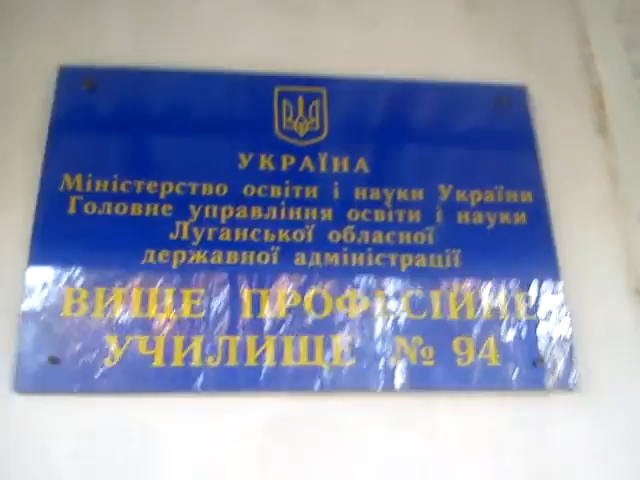 УКРАЇНА
Міністерство освіти і науки України
Головне управління освіти і науки
Луганської обласної
державної адміністрації
ВИЩЕ ПРОФЕСІЙНЕ
УЧИЛИЩЕ № 94